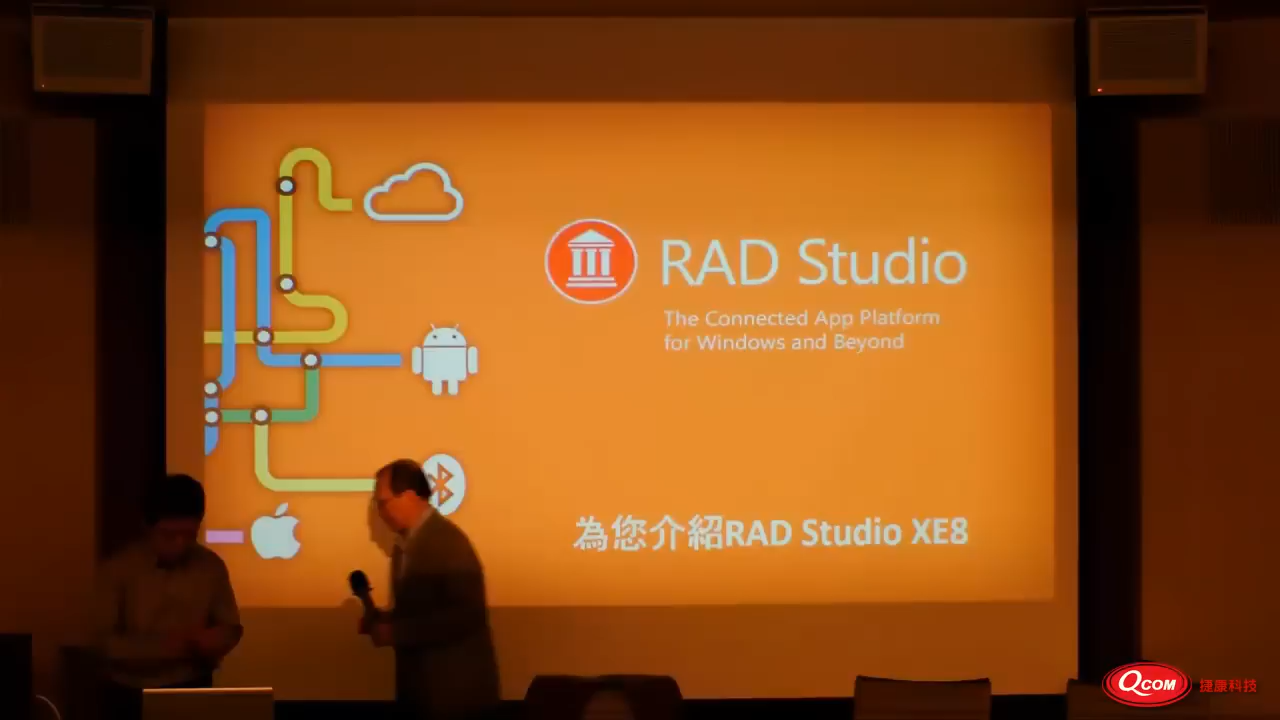 RAD Studio
The Connected App Platform
for Windows and Beyond
為您介紹RAD Studio XE8
QCOM 捷康科技